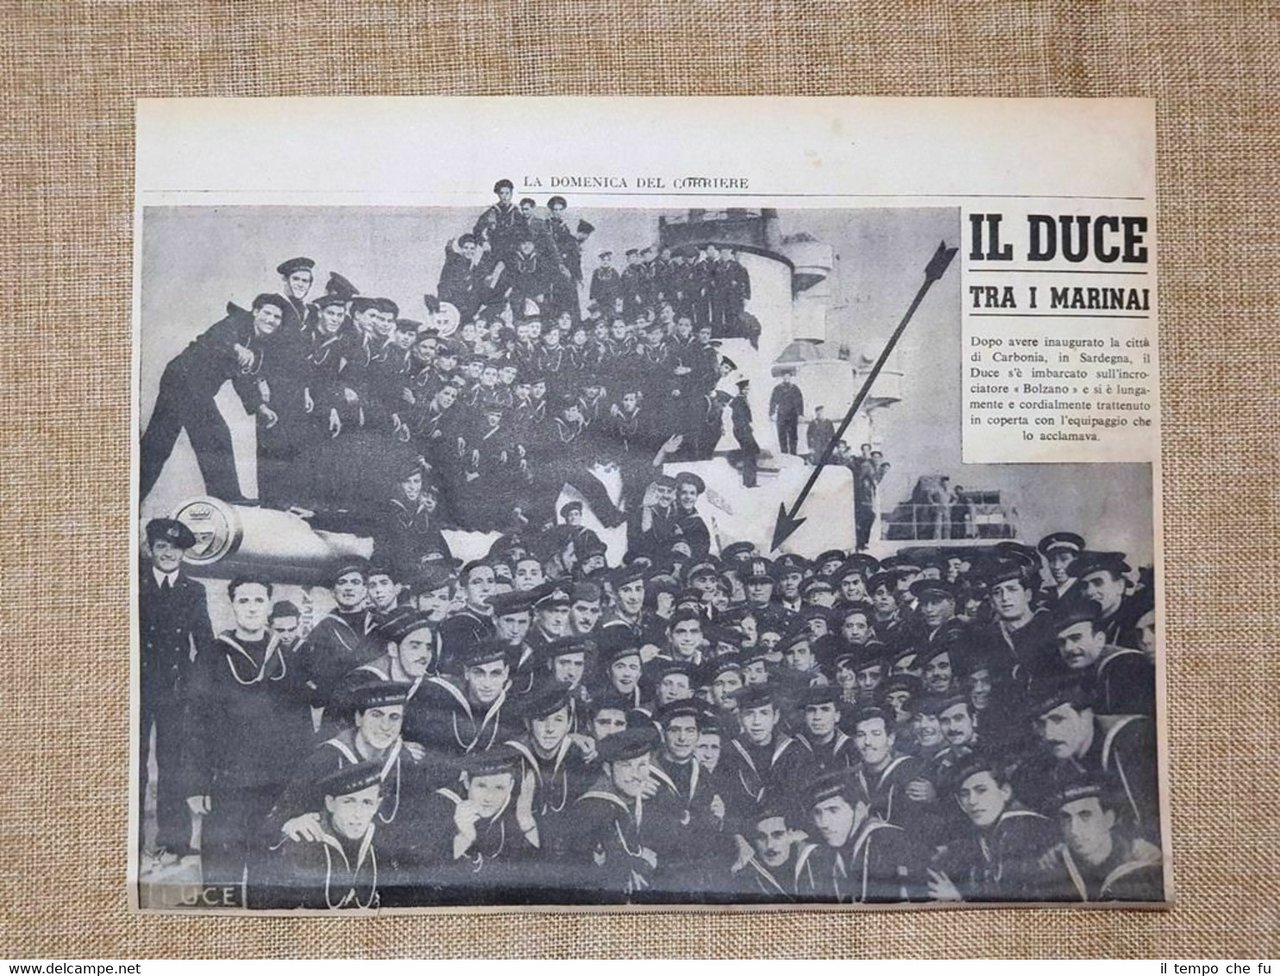 LA DOMENICA DEL CORRIERE
IL DUCE
TRA I MARINAI
Dopo avere inaugurato la città
di Carbonia, in Sardegna, il
Duce s'è imbarcato sull'incro-
ciatore « Bolzano » e si è lunga-
mente e cordialmente trattenuto
in coperta con l'equipaggio che
lo acclamava.
LUCE
www.delcampe.net
il tempo che fu